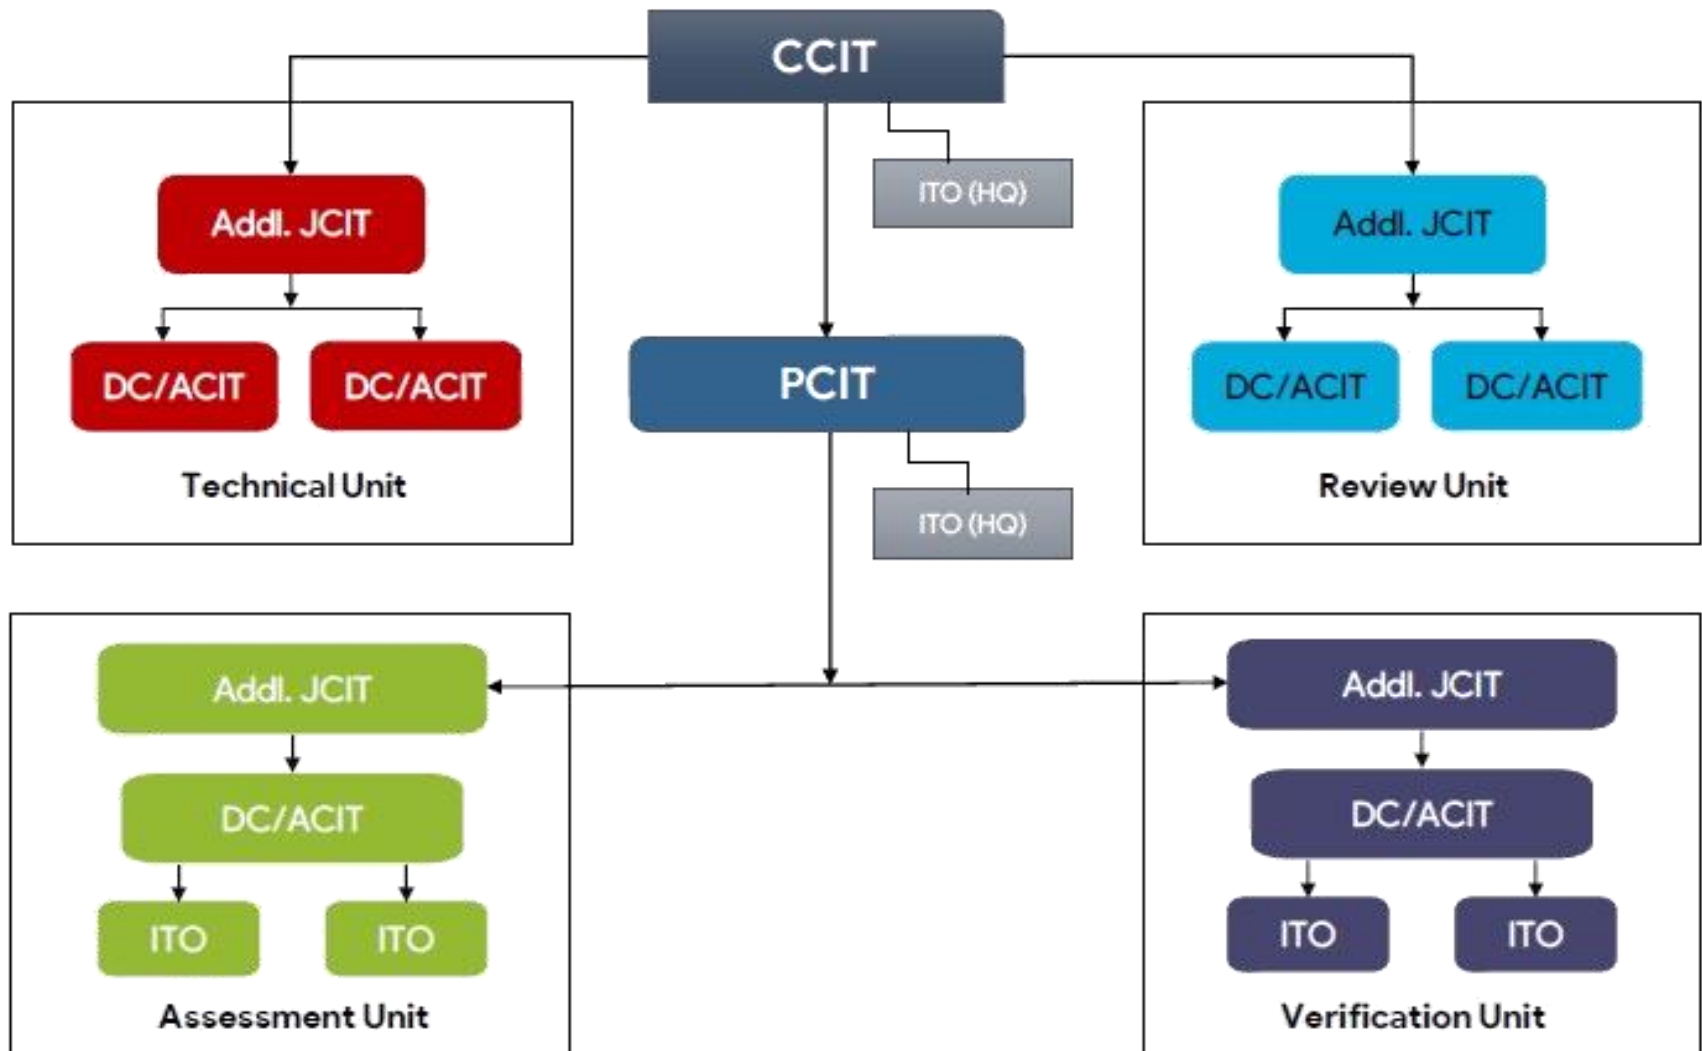 CCIT
ITO (HQ)
Addl. JCIT
Addl. JCIT
DC/ACIT
DC/ACIT
PCIT
DC/ACIT
DC/ACIT
Technical Unit
Review Unit
ITO (HQ)
Addl. JCIT
Addl. JCIT
DC/ACIT
DC/ACIT
ITO
ITO
ITO
ITO
Assessment Unit
Verification Unit